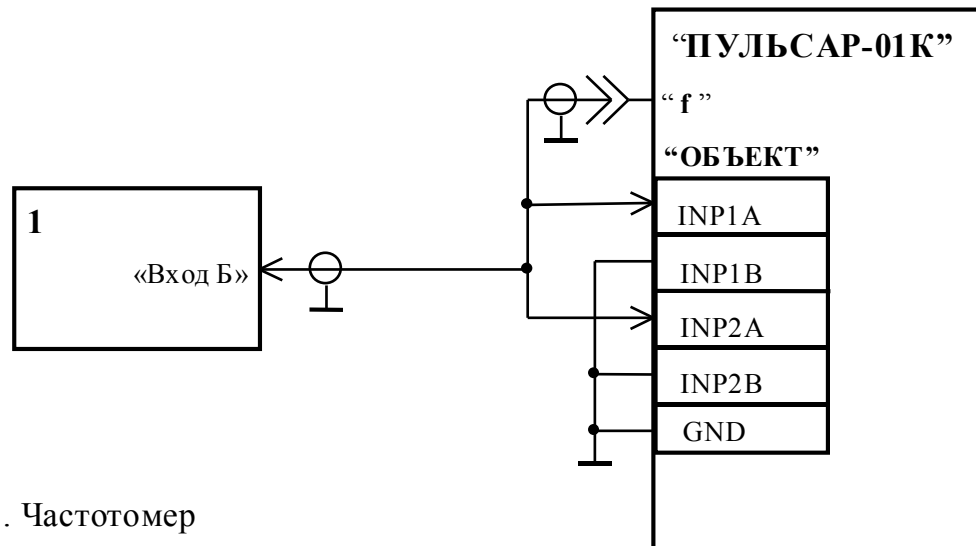 “ПУЛЬСАР-01К”
“ f ”
“ОБЪЕКТ”
1
INP1A
«Вход Б»
INP1B
INP2A
INP2B
GND
. Частотомер